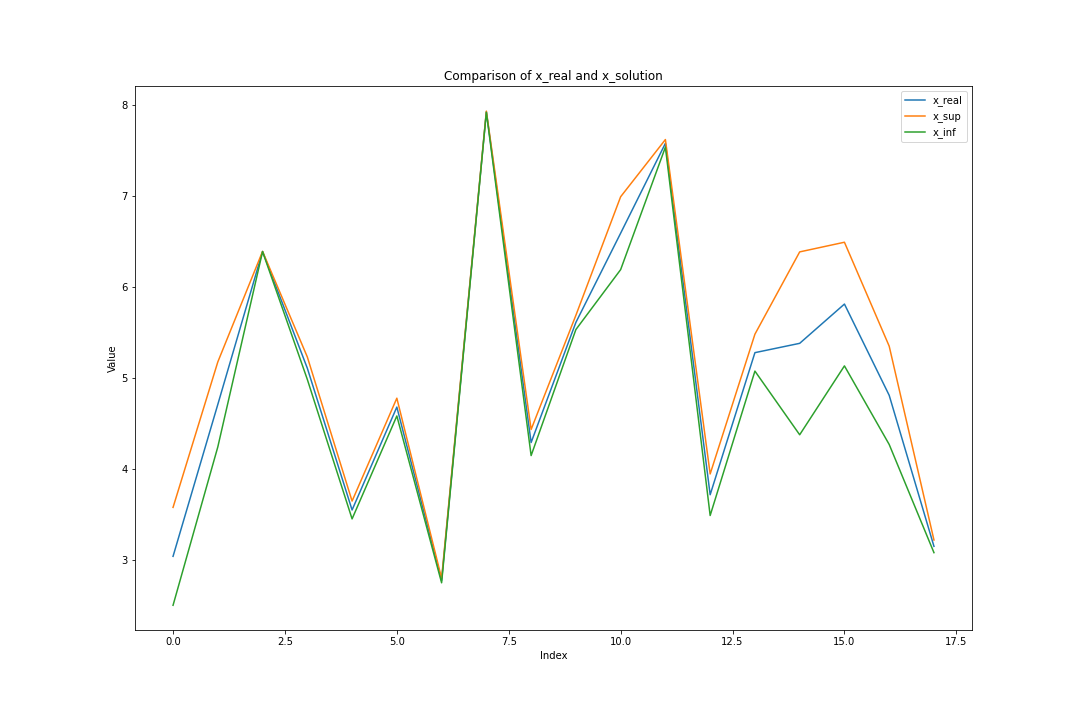 Comparison of x_real and x_solution
x_real
x_sup
x_inf
Value
8
7
6
5
4
3
0.0 2.5 5.0 7.5 10.0 12.5 15.0 17.5
Index